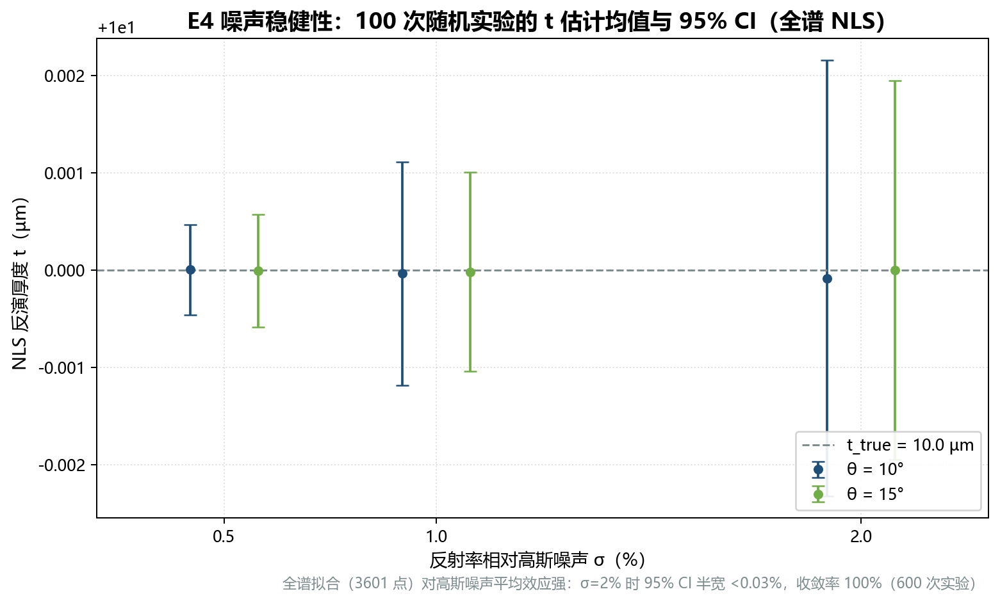 E4 噪声稳健性：100 次随机实验的 t 估计均值与 95% CI（全谱 NLS）
+1e1
0.002
0.001
0.000
-0.001
-0.002
NLS 反演厚度 t（μm）
t_true = 10.0 μm
θ = 10°
θ = 15°
0.5
1.0
2.0
反射率相对高斯噪声 σ（%）
全谱拟合（3601 点）对高斯噪声平均效应强：σ=2% 时 95% CI 半宽 <0.03%，收敛率 100%（600 次实验）